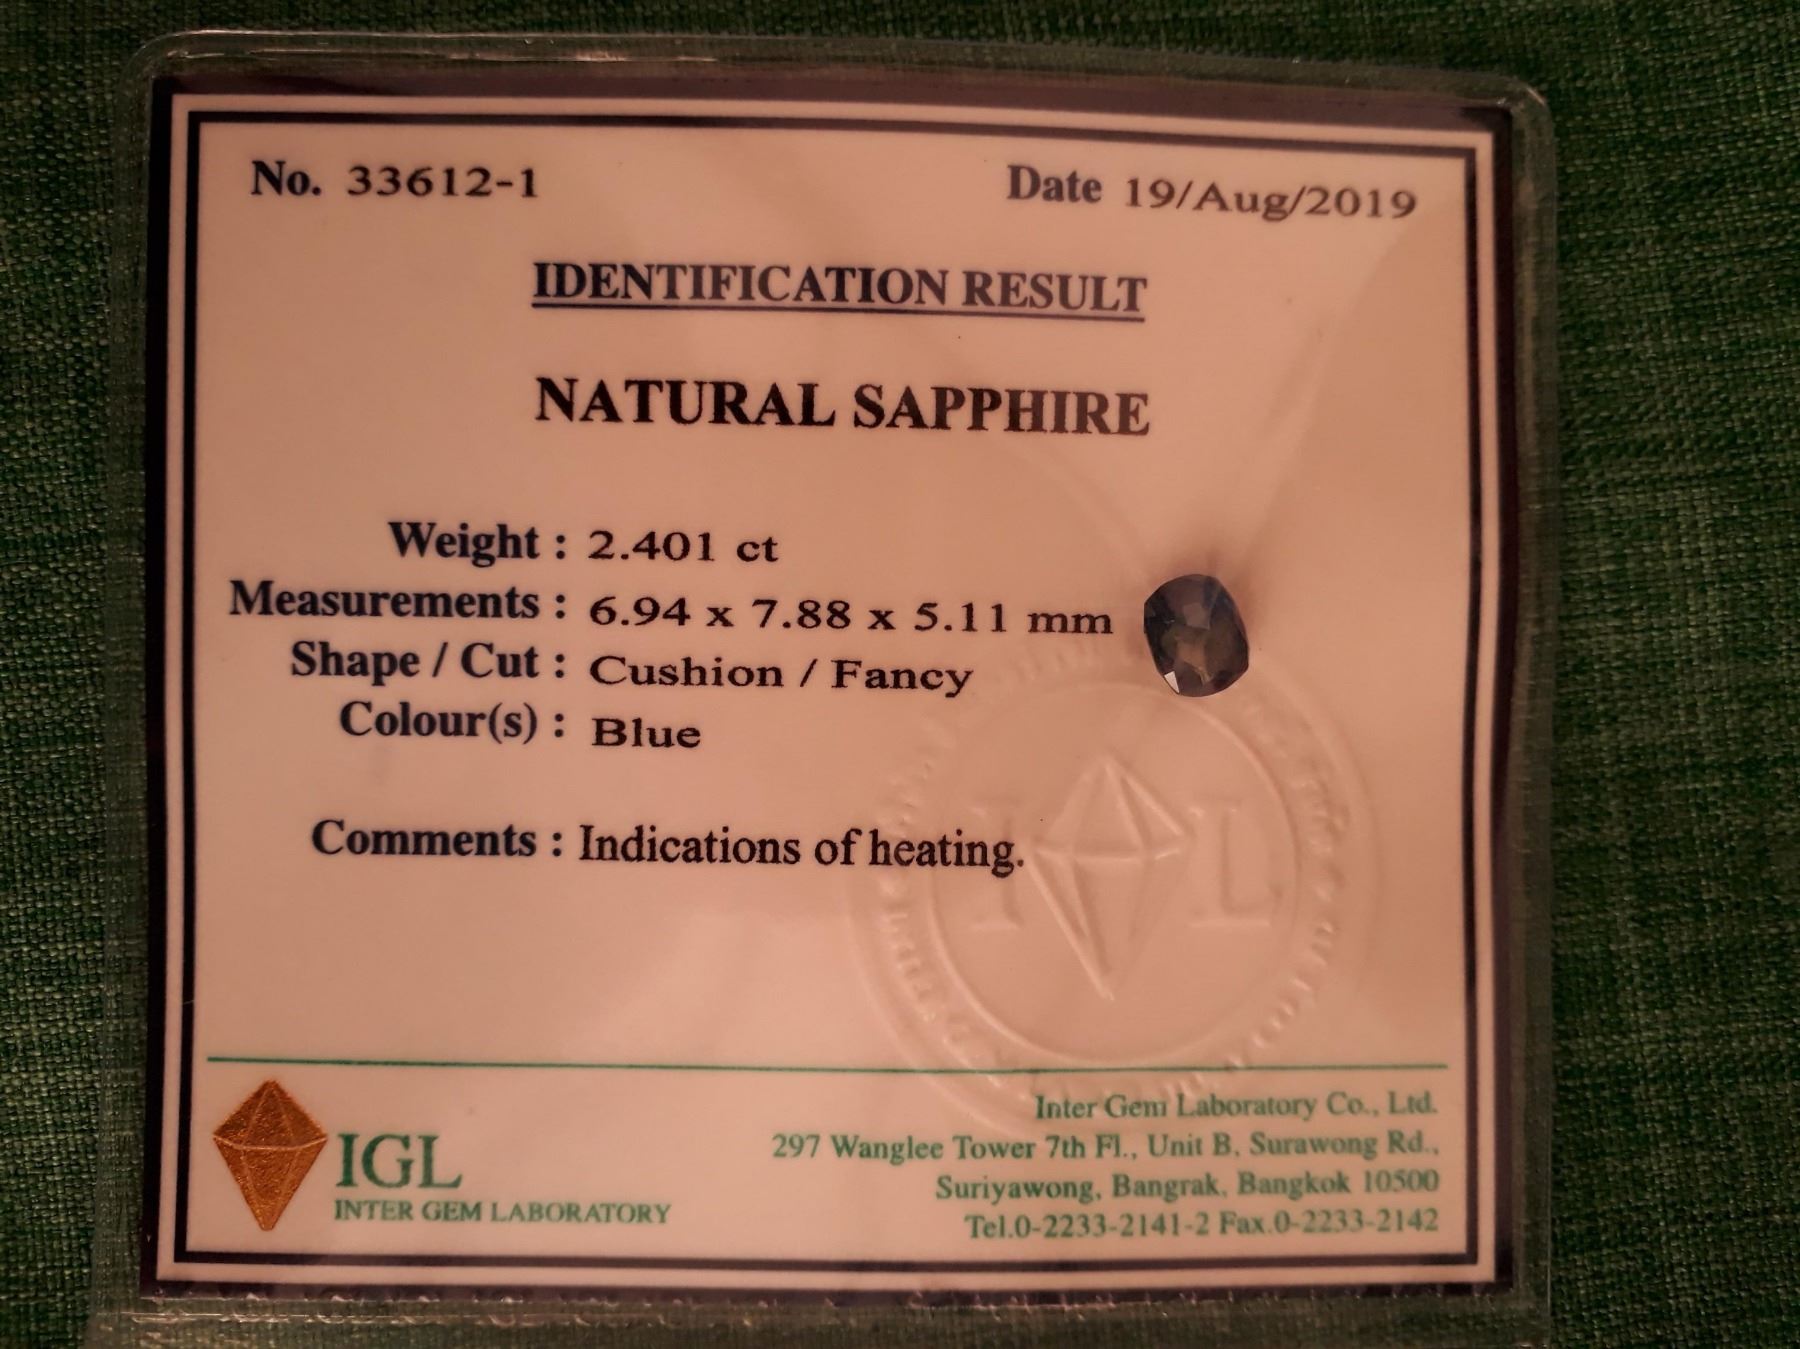 No. 33612-1 Date 19/Aug/2019
IDENTIFICATION RESULT
NATURAL SAPPHIRE
Weight : 2.401 ct
Measurements : 6.94 x 7.88 x 5.11 mm
Shape / Cut : Cushion / Fancy
Colour(s) : Blue
Comments : Indications of heating.
I L
IGL
INTER GEM LABORATORY
Inter Gem Laboratory Co., Ltd.
297 Wanglee Tower 7th Fl., Unit B, Surawong Rd.,
Suriyawong, Bangrak, Bangkok 10500
Tel.0-2233-2141-2 Fax.0-2233-2142